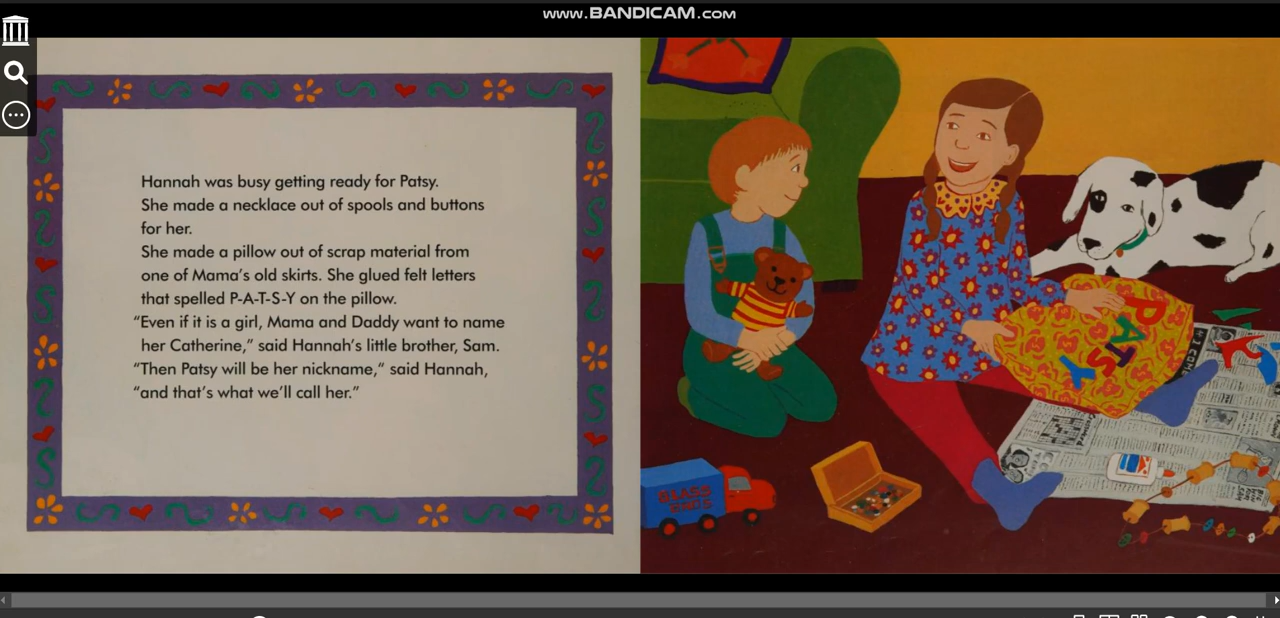 www.BANDICAM.com
Hannah was busy getting ready for Patsy.
She made a necklace out of spools and buttons
for her.
She made a pillow out of scrap material from
one of Mama's old skirts. She glued felt letters
that spelled P-A-T-S-Y on the pillow.
"Even if it is a girl, Mama and Daddy want to name
her Catherine," said Hannah's little brother, Sam.
"Then Patsy will be her nickname," said Hannah,
"and that's what we'll call her."
PATSY